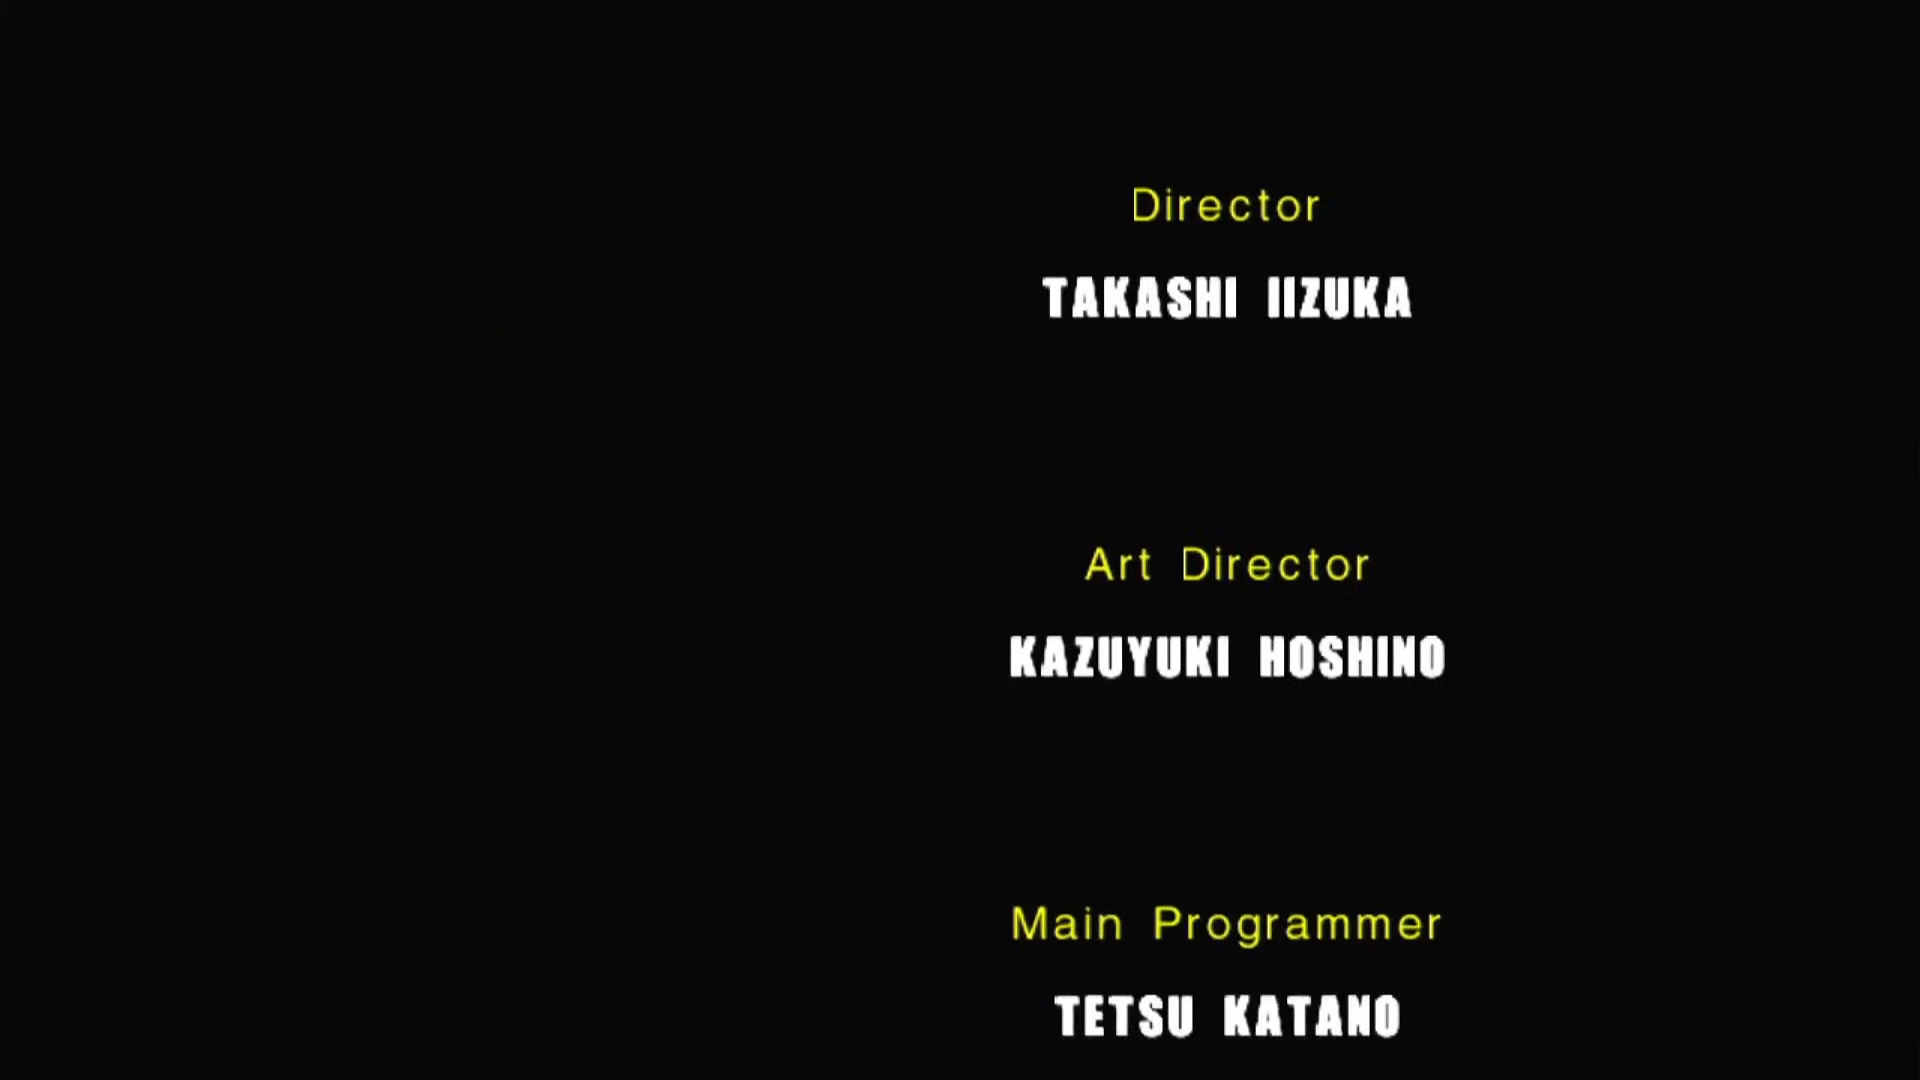 Director
TAKASHI IIZUKA
Art Director
KAZUYUKI HOSHINO
Main Programmer
TETSU KATANO